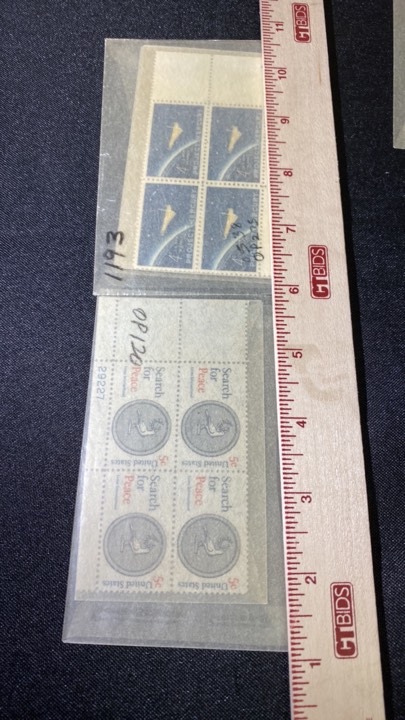 CTBIDS
11
10
9
8
7
6
5
4
3
2
1
CTBIDS
CTBIDS
1193
OP120
29227
Search
for
Peace
5¢
United States
Search
for
Peace
5¢
United States
Search
for
Peace
5¢
United States
Search
for
Peace
5¢
United States